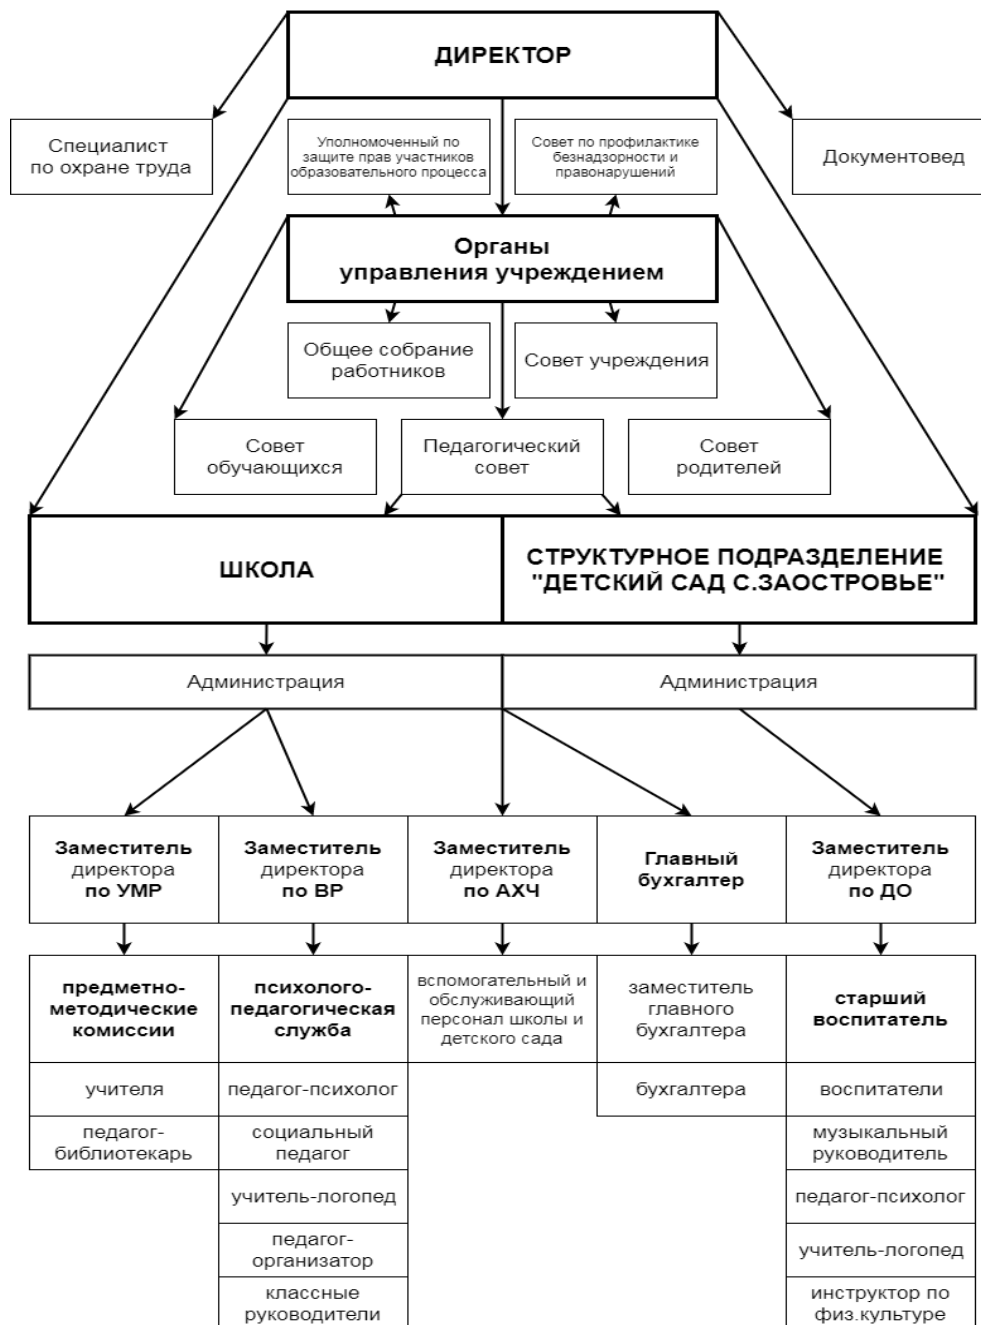 ДИРЕКТОР
Специалист
по охране труда
Уполномоченный по
защите прав участников
образовательного процесса
Совет по профилактике
безнадзорности и
правонарушений
Документовед
Органы
управления учреждением
Общее собрание
работников
Совет учреждения
Совет
обучающихся
Педагогический
совет
Совет
родителей
ШКОЛА
СТРУКТУРНОЕ ПОДРАЗДЕЛЕНИЕ
"ДЕТСКИЙ САД С.ЗАОСТРОВЬЕ"
Администрация
Администрация
Заместитель
директора
по УМР
Заместитель
директора
по ВР
Заместитель
директора
по АХЧ
Главный
бухгалтер
Заместитель
директора
по ДО
предметно-
методические
комиссии
психолого-
педагогическая
служба
вспомогательный и
обслуживающий
персонал школы и
детского сада
заместитель
главного
бухгалтера
старший
воспитатель
учителя
педагог-психолог
бухгалтера
воспитатели
педагог-
библиотекарь
социальный
педагог
музыкальный
руководитель
учитель-логопед
педагог-психолог
педагог-
организатор
учитель-логопед
классные
руководители
инструктор по
физ.культуре